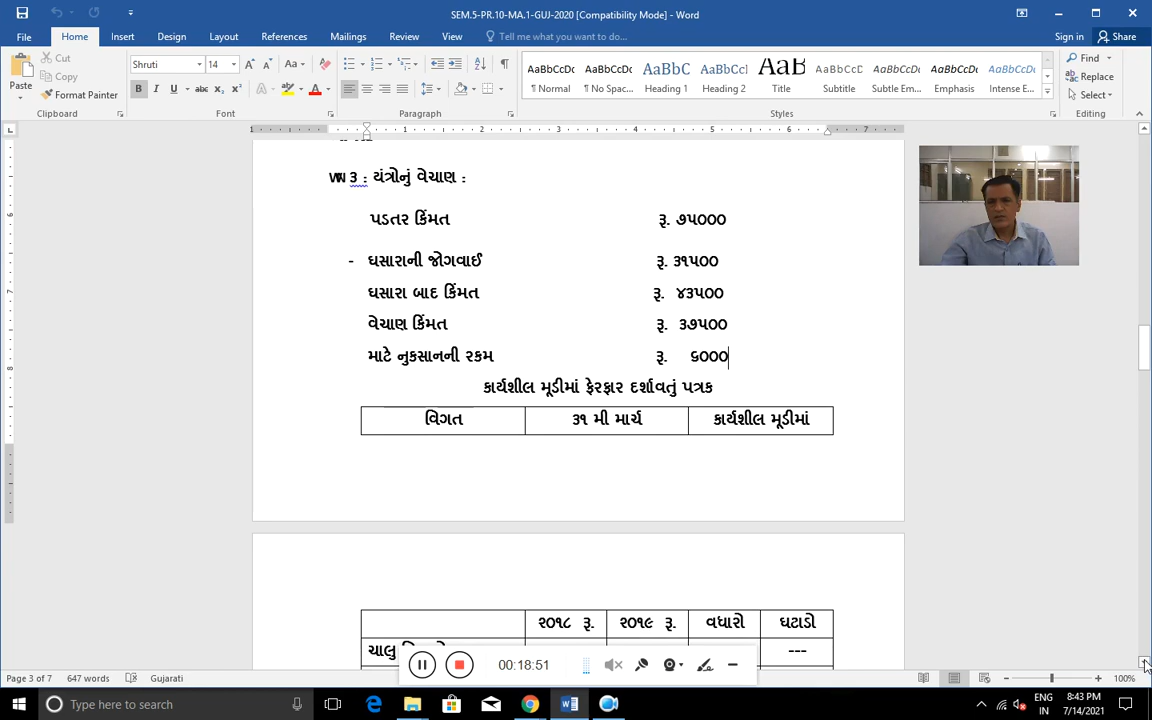 SEM.5-PR.10-MA.1-GUJ-2020 [Compatibility Mode] - Word
File Home Insert Design Layout References Mailings Review View Tell me what you want to do... Sign in Share
Paste Cut Copy Format Painter
Shruti 14
AaBbCcDc AaBbCcDc AaBbC AaBbCcI AaB AaBbCcD AaBbCcDt AaBbCcDt AaBbCcDt
¶ Normal ¶ No Spac... Heading 1 Heading 2 Title Subtitle Subtle Em... Emphasis Intense E...
Find Replace Select
Clipboard Font Paragraph Styles Editing
૩ : યંત્રોનું વેચાણ :
પડતર કિંમત રૂ. ૭૫૦૦૦
- ઘસારાની જોગવાઈ રૂ. ૩૧૫૦૦
ઘસારા બાદ કિંમત રૂ. ૪૩૫૦૦
વેચાણ કિંમત રૂ. ૩૭૫૦૦
માટે નુકસાનની રકમ રૂ. ૬૦૦૦
કાર્યશીલ મૂડીમાં ફેરફાર દર્શાવતું પત્રક
વિગત ૩૧ મી માર્ચ કાર્યશીલ મૂડીમાં
૨૦૧૮ રૂ. ૨૦૧૯ રૂ. વધારો ઘટાડો
ચાલુ ---
00:18:51
Page 3 of 7 647 words Gujarati 100%
Type here to search
ENG IN 8:43 PM 7/14/2021